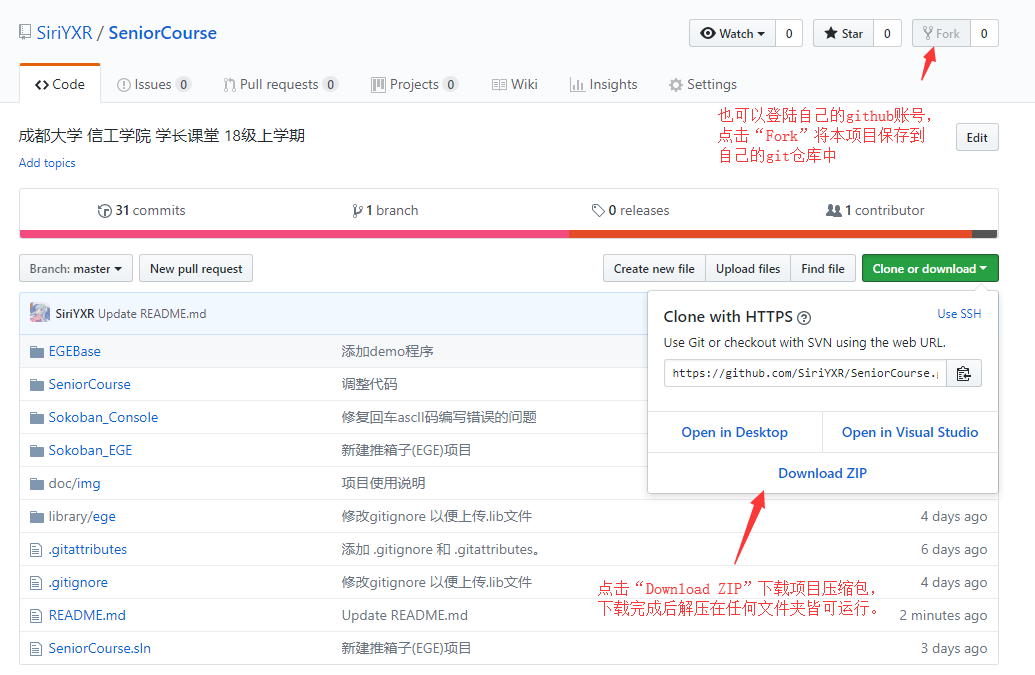 SiriYXR / SeniorCourse
Watch 0 Star 0 Fork 0
Code Issues 0 Pull requests 0 Projects 0 Wiki Insights Settings
也可以登陆自己的github账号，
点击“Fork”将本项目保存到
自己的git仓库中
成都大学 信工学院 学长课堂 18级上学期
Edit
Add topics
31 commits 1 branch 0 releases 1 contributor
Branch: master New pull request Create new file Upload files Find file Clone or download
SiriYXR Update README.md
Clone with HTTPS Use SSH
Use Git or checkout with SVN using the web URL.
https://github.com/SiriYXR/SeniorCourse.
Open in Desktop Open in Visual Studio
Download ZIP
EGEBase 添加demo程序
SeniorCourse 调整代码
Sokoban_Console 修复回车ascll码编写错误的问题
Sokoban_EGE 新建推箱子(EGE)项目
doc/img 项目使用说明
library/ege 修改gitignore 以便上传.lib文件 4 days ago
.gitattributes 添加 .gitignore 和 .gitattributes。 6 days ago
.gitignore 修改gitignore 以便上传.lib文件 4 days ago
README.md Update README.md 2 minutes ago
SeniorCourse.sln 新建推箱子(EGE)项目 3 days ago
点击“Download ZIP”下载项目压缩包，
下载完成后解压在任何文件夹皆可运行。